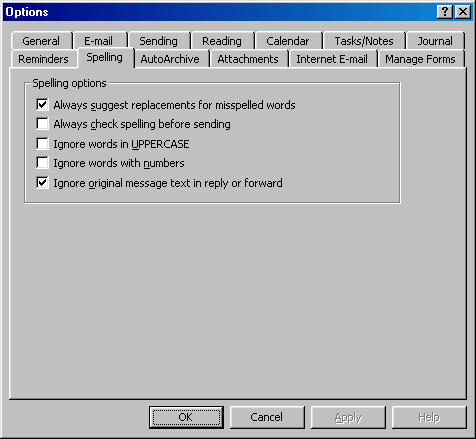 Options
General E-mail Sending Reading Calendar Tasks/Notes Journal
Reminders Spelling AutoArchive Attachments Internet E-mail Manage Forms
Spelling options
Always suggest replacements for misspelled words
Always check spelling before sending
Ignore words in UPPERCASE
Ignore words with numbers
Ignore original message text in reply or forward
OK Cancel Apply Help